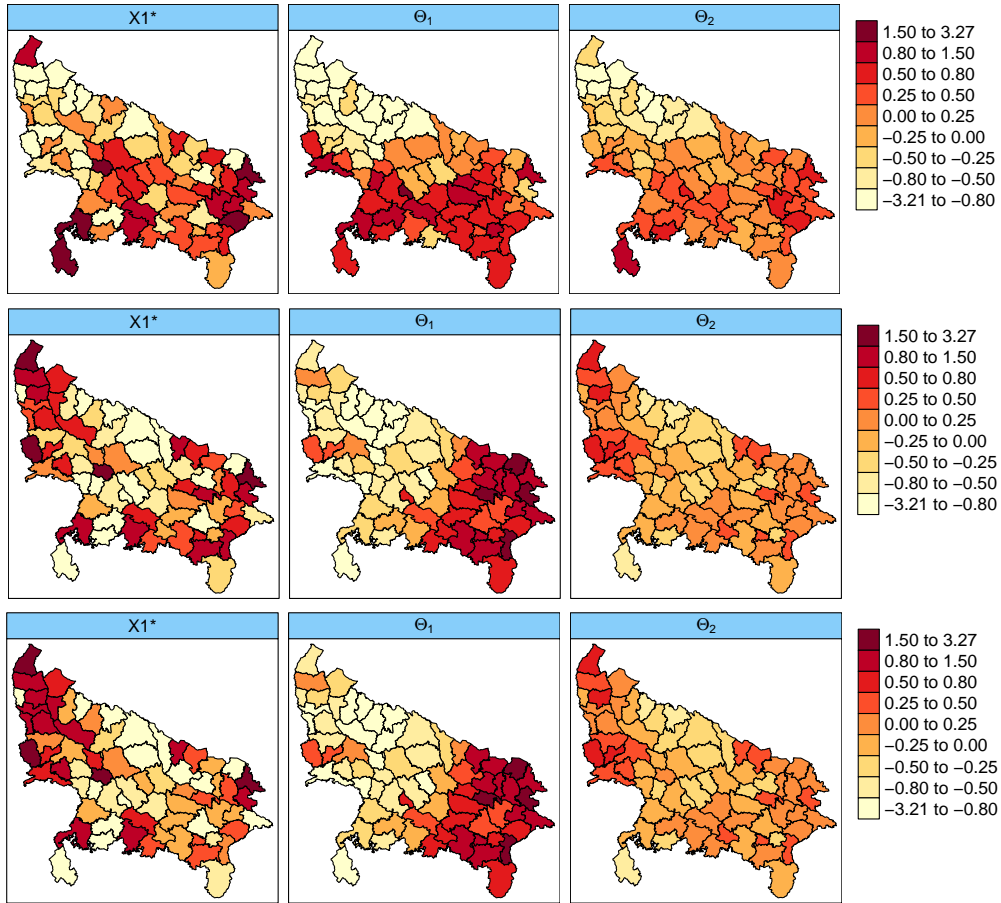 X1*
Θ1
Θ2
1.50 to 3.27
0.80 to 1.50
0.50 to 0.80
0.25 to 0.50
0.00 to 0.25
−0.25 to 0.00
−0.50 to −0.25
−0.80 to −0.50
−3.21 to −0.80
X1*
Θ1
Θ2
1.50 to 3.27
0.80 to 1.50
0.50 to 0.80
0.25 to 0.50
0.00 to 0.25
−0.25 to 0.00
−0.50 to −0.25
−0.80 to −0.50
−3.21 to −0.80
X1*
Θ1
Θ2
1.50 to 3.27
0.80 to 1.50
0.50 to 0.80
0.25 to 0.50
0.00 to 0.25
−0.25 to 0.00
−0.50 to −0.25
−0.80 to −0.50
−3.21 to −0.80